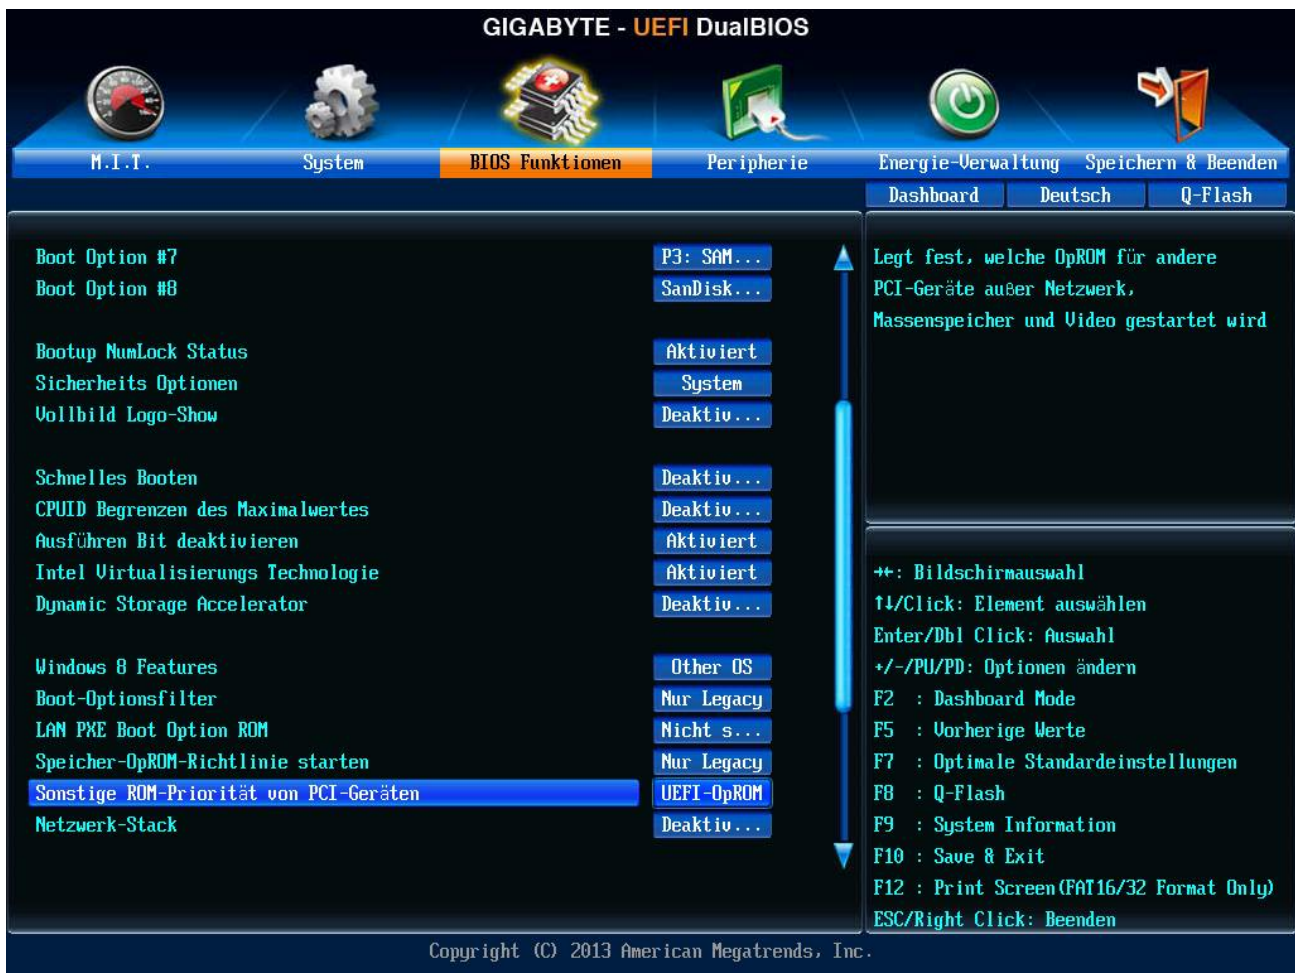 GIGABYTE - UEFI DualBIOS
M.I.T. System BIOS Funktionen Peripherie Energie-Verwaltung Speichern & Beenden
Dashboard Deutsch Q-Flash
Boot Option #7 P3: SAM...
Boot Option #8 SanDisk...
Bootup NumLock Status Aktiviert
Sicherheits Optionen System
Vollbild Logo-Show Deaktiv...
Schnelles Booten Deaktiv...
CPUID Begrenzen des Maximalwertes Deaktiv...
Ausführen Bit deaktivieren Aktiviert
Intel Virtualisierungs Technologie Aktiviert
Dynamic Storage Accelerator Deaktiv...
Windows 8 Features Other OS
Boot-Optionsfilter Nur Legacy
LAN PXE Boot Option ROM Nicht s...
Speicher-OpROM-Richtlinie starten Nur Legacy
Sonstige ROM-Priorität von PCI-Geräten UEFI-OpROM
Netzwerk-Stack Deaktiv...
Legt fest, welche OpROM für andere
PCI-Geräte außer Netzwerk,
Massenspeicher und Video gestartet wird
→←: Bildschirmauswahl
↑↓/Click: Element auswählen
Enter/Dbl Click: Auswahl
+/-/PU/PD: Optionen ändern
F2 : Dashboard Mode
F5 : Vorherige Werte
F7 : Optimale Standardeinstellungen
F8 : Q-Flash
F9 : System Information
F10 : Save & Exit
F12 : Print Screen(FAT16/32 Format Only)
ESC/Right Click: Beenden
Copyright (C) 2013 American Megatrends, Inc.